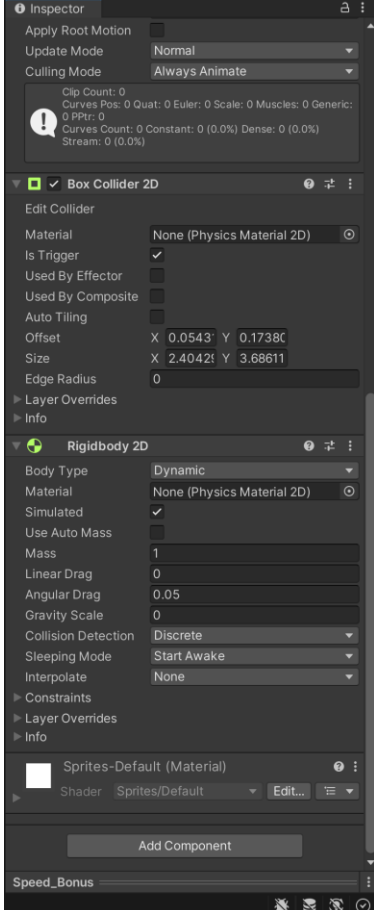 Inspector
Apply Root Motion
Update Mode Normal
Culling Mode Always Animate
Clip Count: 0
Curves Pos: 0 Quat: 0 Euler: 0 Scale: 0 Muscles: 0 Generic:
0 PPtr: 0
Curves Count: 0 Constant: 0 (0.0%) Dense: 0 (0.0%)
Stream: 0 (0.0%)
Box Collider 2D
Edit Collider
Material None (Physics Material 2D)
Is Trigger
Used By Effector
Used By Composite
Auto Tiling
Offset X 0.0543 Y 0.1738
Size X 2.4042 Y 3.6861
Edge Radius 0
Layer Overrides
Info
Rigidbody 2D
Body Type Dynamic
Material None (Physics Material 2D)
Simulated
Use Auto Mass
Mass 1
Linear Drag 0
Angular Drag 0.05
Gravity Scale 0
Collision Detection Discrete
Sleeping Mode Start Awake
Interpolate None
Constraints
Layer Overrides
Info
Sprites-Default (Material)
Shader Sprites/Default Edit...
Add Component
Speed_Bonus